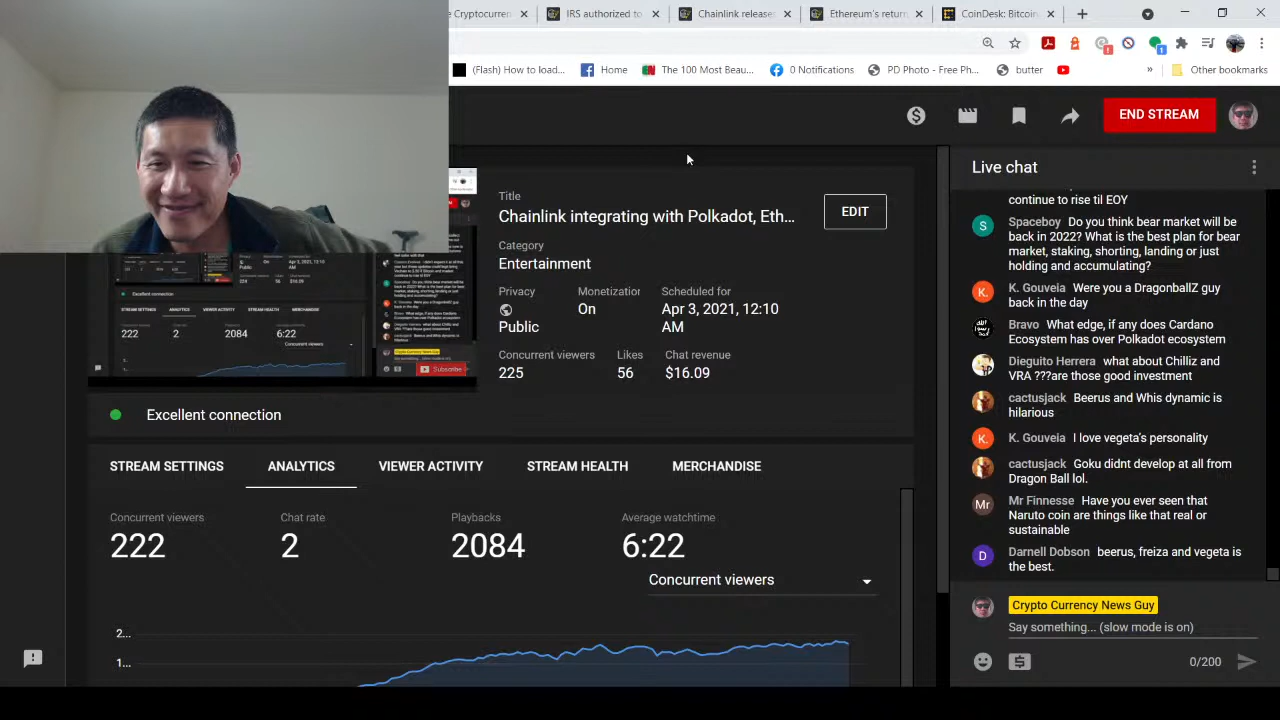 e Cryptocurren
IRS authorized to
Chainlink releases
Ethereum's return
CoinDesk: Bitcoin
(Flash) How to load...
Home
The 100 Most Beau...
0 Notifications
PD Photo - Free Ph...
butter
»
Other bookmarks
END STREAM
Title
Chainlink integrating with Polkadot, Eth...
EDIT
Category
Entertainment
Privacy
Monetization
Scheduled for
Public
On
Apr 3, 2021, 12:10
AM
Concurrent viewers
Likes
Chat revenue
225
56
$16.09
Subscribe
Excellent connection
STREAM SETTINGS
ANALYTICS
VIEWER ACTIVITY
STREAM HEALTH
MERCHANDISE
Concurrent viewers
Chat rate
Playbacks
Average watchtime
222
2
2084
6:22
Concurrent viewers
2...
1...
Live chat
continue to rise til EOY
Spaceboy Do you think bear market will be
back in 2022? What is the best plan for bear
market, staking, farming, landing or just
holding and accumulating?
K. Gouveia Were you a DragonballZ guy
back in the day
Bravo What edge, if any does Cardano
Ecosystem has over Polkadot ecosystem
Dieguito Herrera what about Chilliz and
VRA ???are those good investment
cactusjack Beerus and Whis dynamic is
hilarious
K. Gouveia I love vegeta's personality
cactusjack Goku didnt develop at all from
Dragon Ball lol.
Mr Finnesse Have you ever seen that
Naruto coin are things like that real or
sustainable
Darnell Dobson beerus, freiza and vegeta is
the best.
Crypto Currency News Guy
Say something... (slow mode is on)
0/200